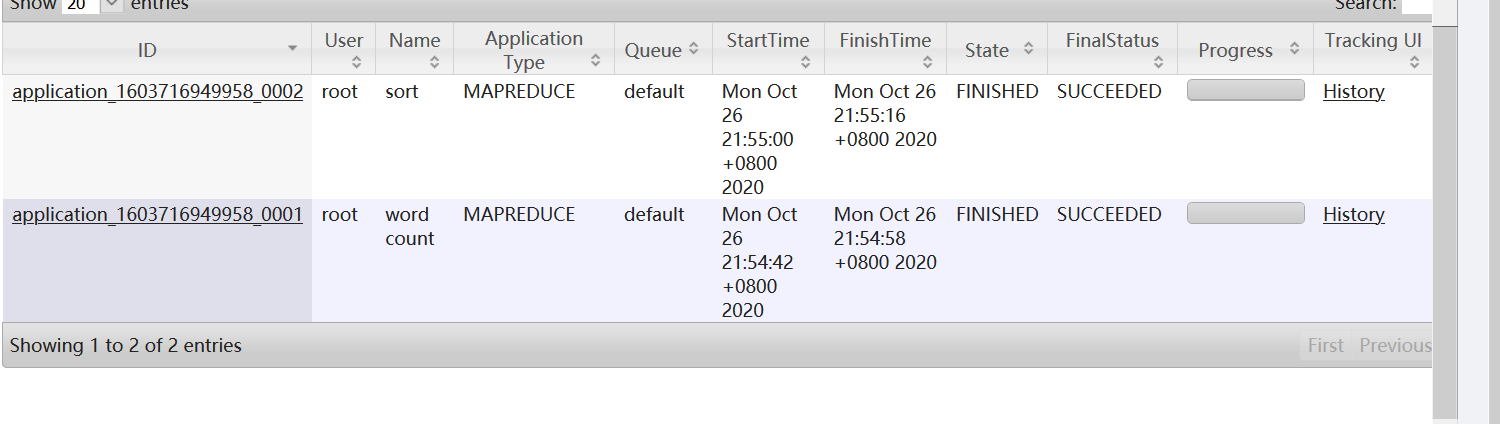 Show 20 entries Search:
ID User Name Application Type Queue StartTime FinishTime State FinalStatus Progress Tracking UI
application_1603716949958_0002 root sort MAPREDUCE default Mon Oct 26 21:55:00 +0800 2020 Mon Oct 26 21:55:16 +0800 2020 FINISHED SUCCEEDED History
application_1603716949958_0001 root word count MAPREDUCE default Mon Oct 26 21:54:42 +0800 2020 Mon Oct 26 21:54:58 +0800 2020 FINISHED SUCCEEDED History
Showing 1 to 2 of 2 entries First Previous